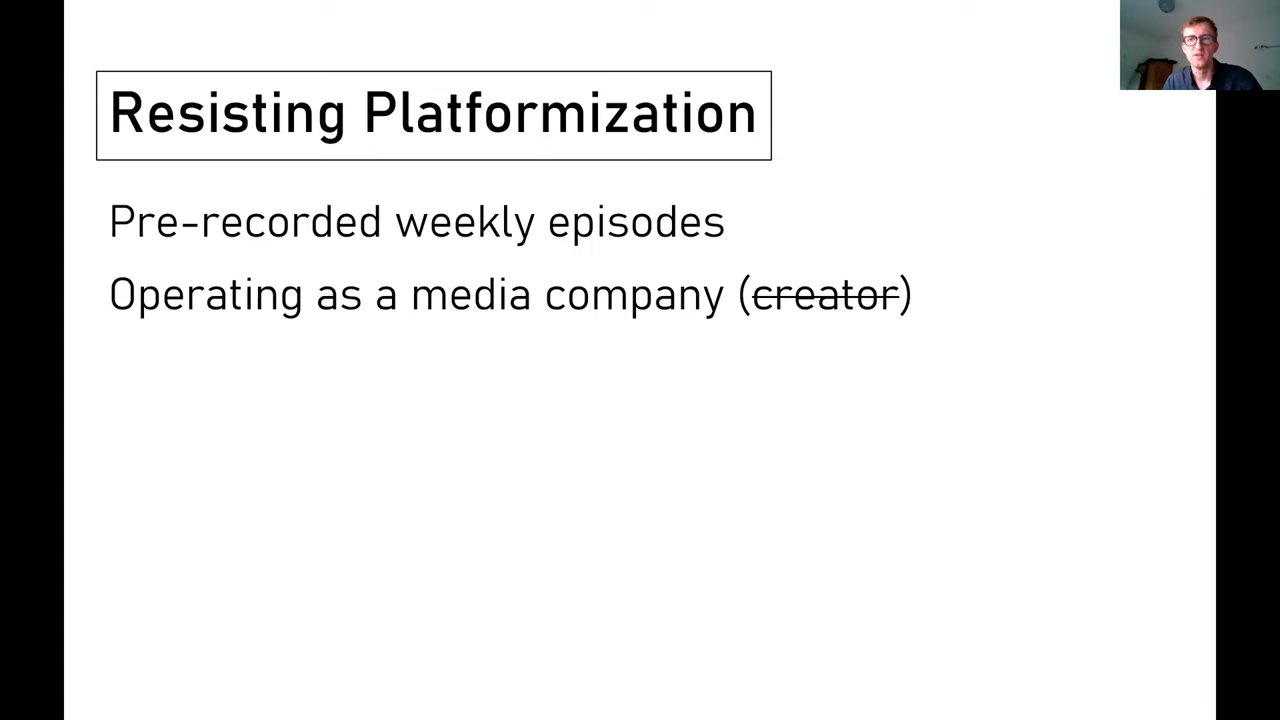 Resisting Platformization
Pre-recorded weekly episodes
Operating as a media company (creator)